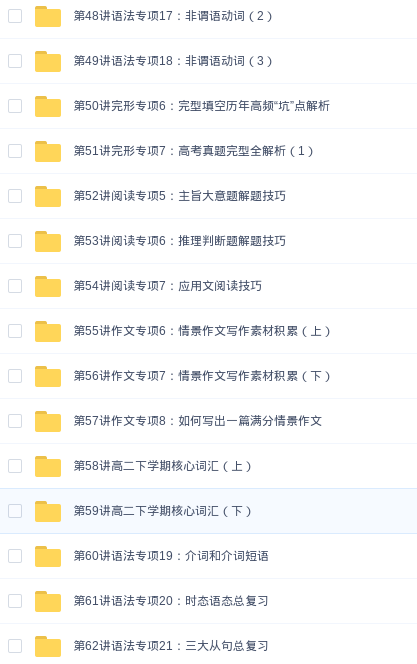 第48讲语法专项17：非谓语动词（2）
第49讲语法专项18：非谓语动词（3）
第50讲完形专项6：完型填空历年高频“坑”点解析
第51讲完形专项7：高考真题完型全解析（1）
第52讲阅读专项5：主旨大意题解题技巧
第53讲阅读专项6：推理判断题解题技巧
第54讲阅读专项7：应用文阅读技巧
第55讲作文专项6：情景作文写作素材积累（上）
第56讲作文专项7：情景作文写作素材积累（下）
第57讲作文专项8：如何写出一篇满分情景作文
第58讲高二下学期核心词汇（上）
第59讲高二下学期核心词汇（下）
第60讲语法专项19：介词和介词短语
第61讲语法专项20：时态语态总复习
第62讲语法专项21：三大从句总复习